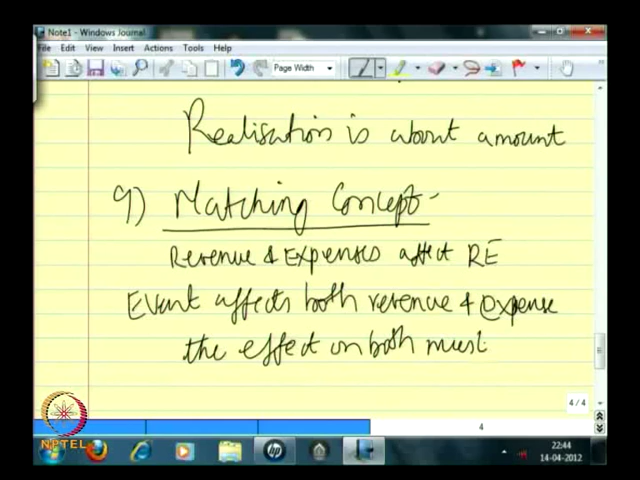 Note1 - Windows Journal
File Edit View Insert Actions Tools Help
Page Width
Realisation is about amount
9) Matching Concept-
Revenue & Expenses affect RE
Event affects both revenue & expense
the effect on both must
4 / 4
4
NPTEL
22:44
14-04-2012